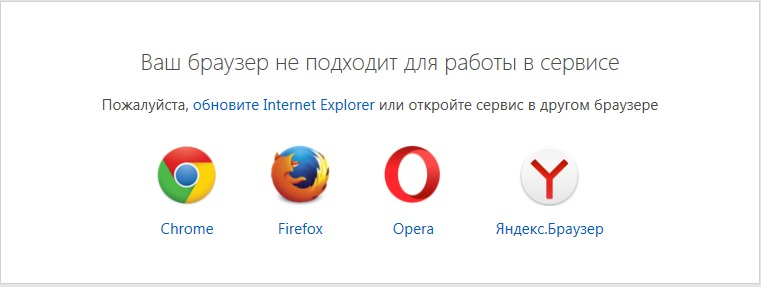 Ваш браузер не подходит для работы в сервисе
Пожалуйста, обновите Internet Explorer или откройте сервис в другом браузере
Chrome Firefox Opera Яндекс.Браузер